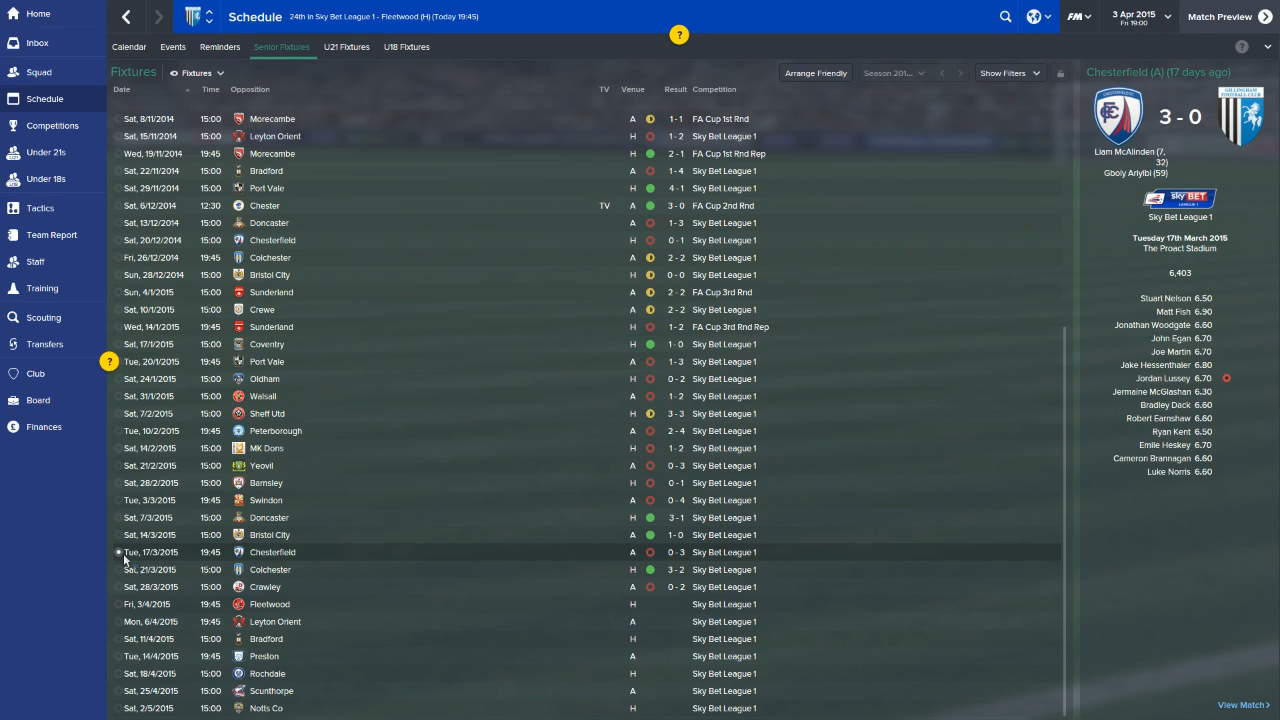 Home
Inbox
Squad
Schedule
Competitions
Under 21s
Under 18s
Tactics
Team Report
Staff
Training
Scouting
Transfers
Club
Board
Finances
Schedule 24th in Sky Bet League 1 - Fleetwood (H) (Today 19:45)
FM
3 Apr 2015
Fri 19:00
Match Preview
?
Calendar Events Reminders Senior Fixtures U21 Fixtures U18 Fixtures
?
Fixtures Fixtures Arrange Friendly Season 201... Show Filters
Date Time Opposition TV Venue Result Competition
Sat, 8/11/2014 15:00 Morecambe A 1-1 FA Cup 1st Rnd
Sat, 15/11/2014 15:00 Leyton Orient H 1-2 Sky Bet League 1
Wed, 19/11/2014 19:45 Morecambe H 2-1 FA Cup 1st Rnd Rep
Sat, 22/11/2014 15:00 Bradford A 1-4 Sky Bet League 1
Sat, 29/11/2014 15:00 Port Vale H 4-1 Sky Bet League 1
Sat, 6/12/2014 12:30 Chester TV A 3-0 FA Cup 2nd Rnd
Sat, 13/12/2014 15:00 Doncaster A 1-3 Sky Bet League 1
Sat, 20/12/2014 15:00 Chesterfield H 0-1 Sky Bet League 1
Fri, 26/12/2014 19:45 Colchester A 2-2 Sky Bet League 1
Sun, 28/12/2014 15:00 Bristol City H 0-0 Sky Bet League 1
Sun, 4/1/2015 15:00 Sunderland A 2-2 FA Cup 3rd Rnd
Sat, 10/1/2015 15:00 Crewe A 2-2 Sky Bet League 1
Wed, 14/1/2015 19:45 Sunderland H 1-2 FA Cup 3rd Rnd Rep
Sat, 17/1/2015 15:00 Coventry H 1-0 Sky Bet League 1
?
Tue, 20/1/2015 19:45 Port Vale A 1-3 Sky Bet League 1
Sat, 24/1/2015 15:00 Oldham H 0-2 Sky Bet League 1
Sat, 31/1/2015 15:00 Walsall A 1-2 Sky Bet League 1
Sat, 7/2/2015 15:00 Sheff Utd H 3-3 Sky Bet League 1
Tue, 10/2/2015 19:45 Peterborough A 2-4 Sky Bet League 1
Sat, 14/2/2015 15:00 MK Dons H 1-2 Sky Bet League 1
Sat, 21/2/2015 15:00 Yeovil A 0-3 Sky Bet League 1
Sat, 28/2/2015 15:00 Barnsley H 0-1 Sky Bet League 1
Tue, 3/3/2015 19:45 Swindon A 0-4 Sky Bet League 1
Sat, 7/3/2015 15:00 Doncaster H 3-1 Sky Bet League 1
Sat, 14/3/2015 15:00 Bristol City A 1-0 Sky Bet League 1
Tue, 17/3/2015 19:45 Chesterfield A 0-3 Sky Bet League 1
Sat, 21/3/2015 15:00 Colchester H 3-2 Sky Bet League 1
Sat, 28/3/2015 15:00 Crawley A 0-2 Sky Bet League 1
Fri, 3/4/2015 19:45 Fleetwood H Sky Bet League 1
Mon, 6/4/2015 19:45 Leyton Orient A Sky Bet League 1
Sat, 11/4/2015 15:00 Bradford H Sky Bet League 1
Tue, 14/4/2015 19:45 Preston A Sky Bet League 1
Sat, 18/4/2015 15:00 Rochdale H Sky Bet League 1
Sat, 25/4/2015 15:00 Scunthorpe A Sky Bet League 1
Sat, 2/5/2015 15:00 Notts Co H Sky Bet League 1
Chesterfield (A) (17 days ago)
GILLINGHAM
FOOTBALL CLUB
3 - 0
Liam McAlinden (7,
32)
Gboly Ariyibi (59)
sky BET
LEAGUE 1
Sky Bet League 1
Tuesday 17th March 2015
The Proact Stadium
6,403
Stuart Nelson 6.50
Matt Fish 6.90
Jonathan Woodgate 6.60
John Egan 6.70
Joe Martin 6.70
Jake Hessenthaler 6.80
Jordan Lussey 6.70
Jermaine McGlashan 6.30
Bradley Dack 6.60
Robert Earnshaw 6.60
Ryan Kent 6.50
Emile Heskey 6.70
Cameron Brannagan 6.60
Luke Norris 6.60
View Match